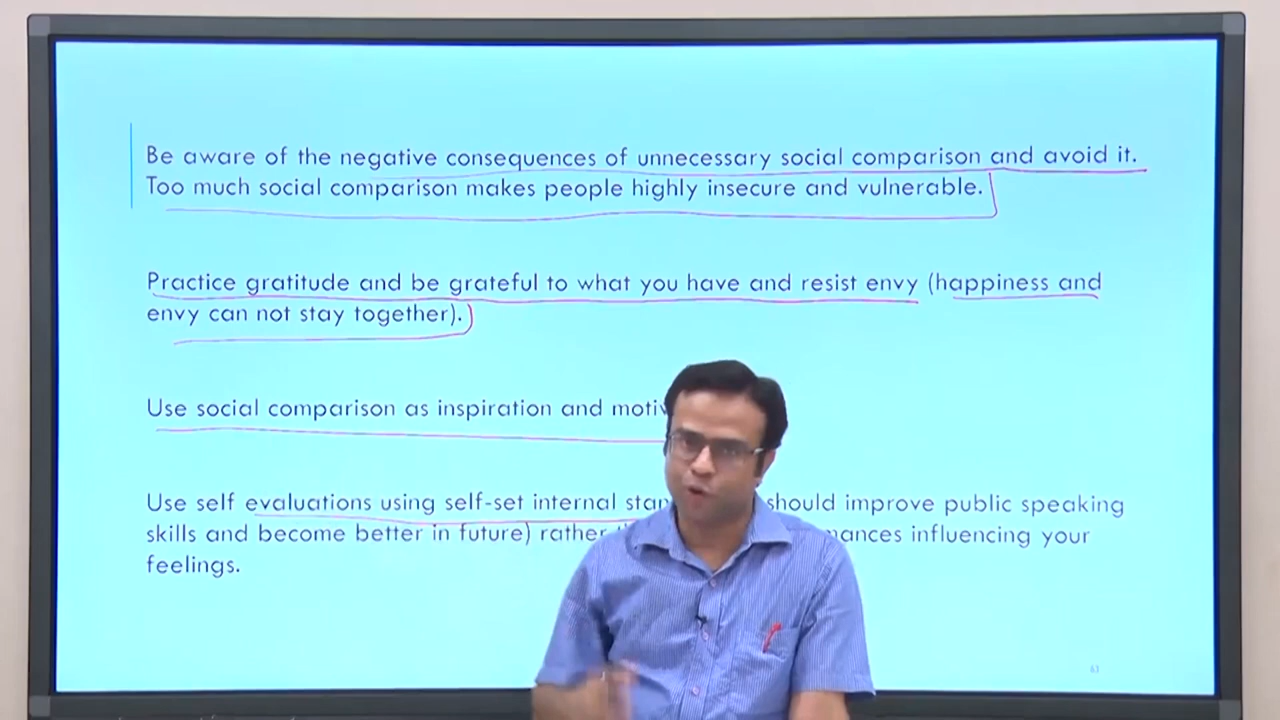 Be aware of the negative consequences of unnecessary social comparison and avoid it.
Too much social comparison makes people highly insecure and vulnerable.
Practice gratitude and be grateful to what you have and resist envy (happiness and
envy can not stay together).
Use social comparison as inspiration and
Use self evaluations using self-set internal should improve public speaking
skills and become better in future) rather influencing your
feelings.
63